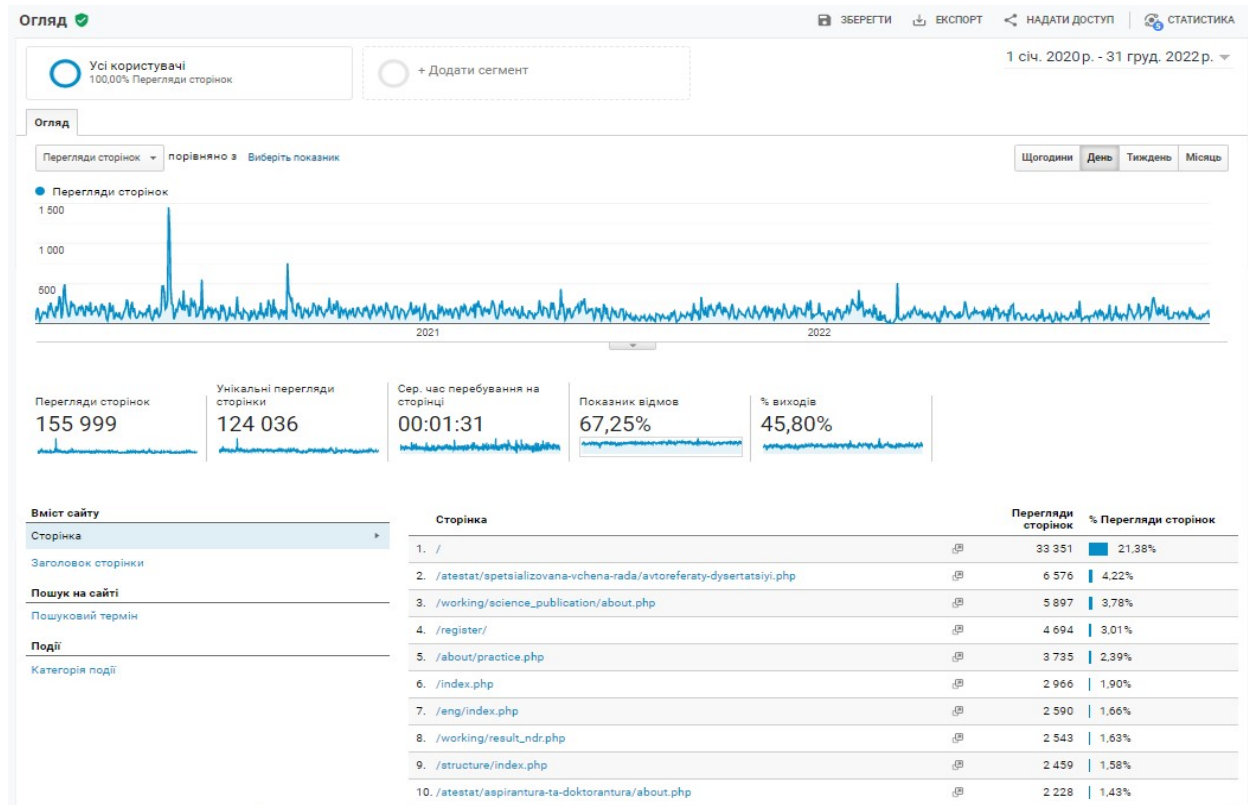 Огляд
ЗБЕРЕГТИ ЕКСПОРТ НАДАТИ ДОСТУП СТАТИСТИКА
Усі користувачі
100,00% Перегляди сторінок
+ Додати сегмент
1 січ. 2020 р. - 31 груд. 2022 р.
Огляд
Перегляди сторінок порівняно з Виберіть показник
Щогодини День Тиждень Місяць
Перегляди сторінок
1 500
1 000
500
2021 2022
Перегляди сторінок
155 999
Унікальні перегляди
сторінки
124 036
Сер. час перебування на
сторінці
00:01:31
Показник відмов
67,25%
% виходів
45,80%
Вміст сайту
Сторінка
Заголовок сторінки
Пошук на сайті
Пошуковий термін
Події
Категорія події
Сторінка Перегляди сторінок % Перегляди сторінок
1. / 33 351 21,38%
2. /atestat/spetsializovana-vchena-rada/avtoreferaty-dysertatsiyi.php 6 576 4,22%
3. /working/science_publication/about.php 5 897 3,78%
4. /register/ 4 694 3,01%
5. /about/practice.php 3 735 2,39%
6. /index.php 2 966 1,90%
7. /eng/index.php 2 590 1,66%
8. /working/result_ndr.php 2 543 1,63%
9. /structure/index.php 2 459 1,58%
10. /atestat/aspirantura-ta-doktorantura/about.php 2 228 1,43%